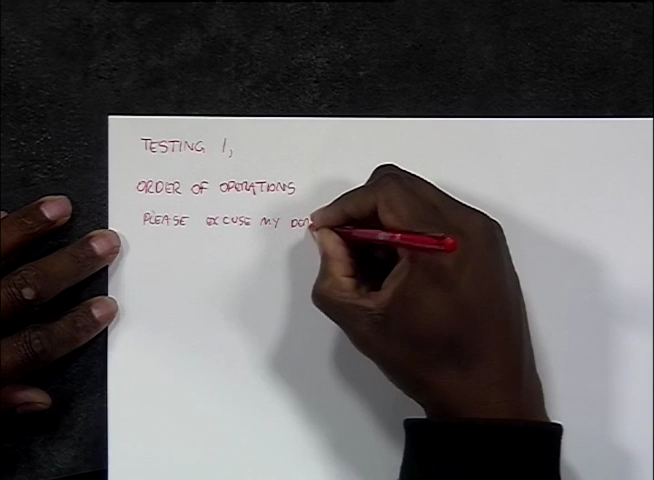 TESTING 1,
ORDER OF OPERATIONS
PLEASE EXCUSE MY